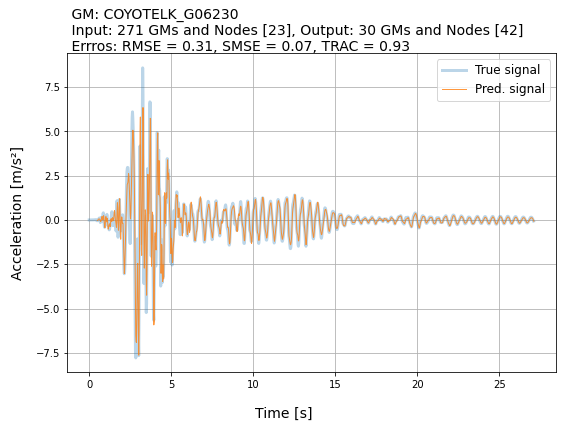 GM: COYOTELK_G06230
Input: 271 GMs and Nodes [23], Output: 30 GMs and Nodes [42]
Errros: RMSE = 0.31, SMSE = 0.07, TRAC = 0.93
True signal
Pred. signal
7.5
5.0
2.5
0.0
−2.5
−5.0
−7.5
Acceleration [m/s²]
0 5 10 15 20 25
Time [s]